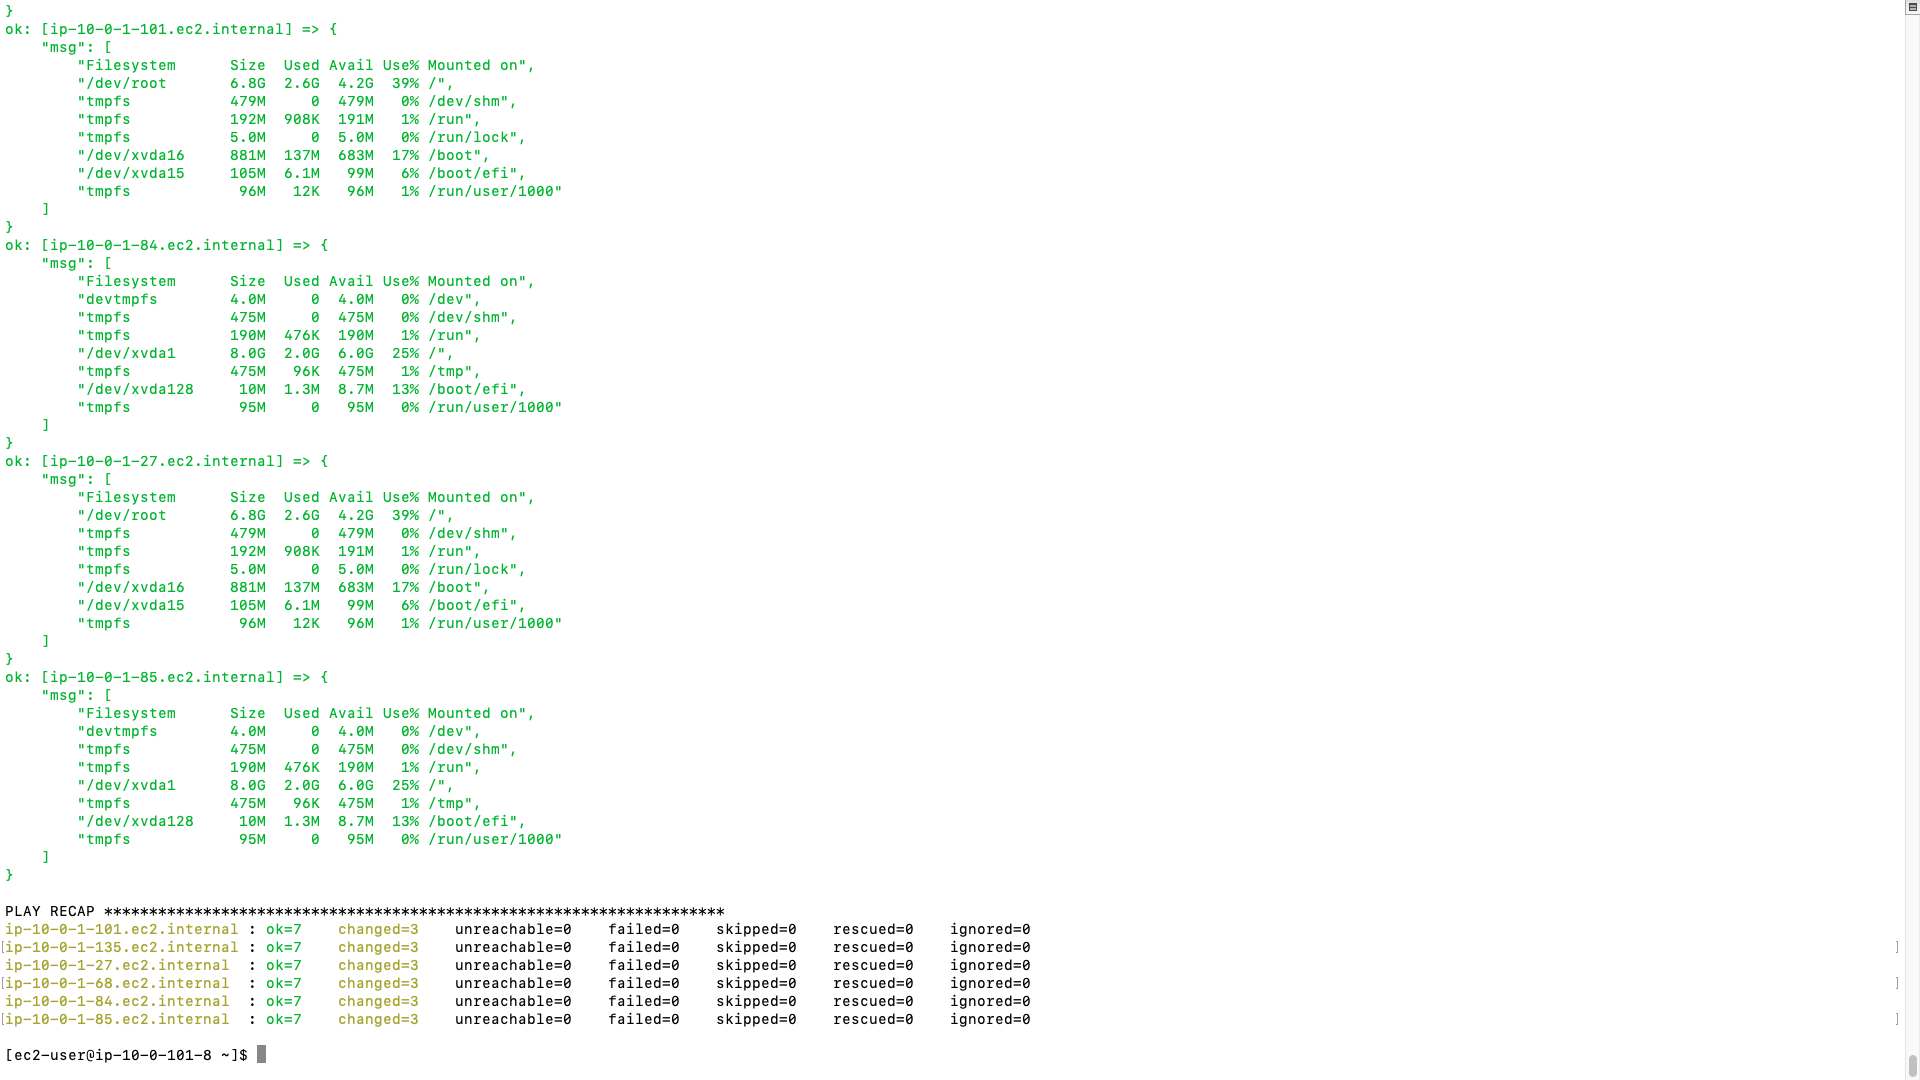 }
ok: [ip-10-0-1-101.ec2.internal] => {
    "msg": [
        "Filesystem      Size  Used Avail Use% Mounted on",
        "/dev/root       6.8G  2.6G  4.2G  39% /",
        "tmpfs           479M     0  479M   0% /dev/shm",
        "tmpfs           192M  908K  191M   1% /run",
        "tmpfs           5.0M     0  5.0M   0% /run/lock",
        "/dev/xvda16     881M  137M  683M  17% /boot",
        "/dev/xvda15     105M  6.1M   99M   6% /boot/efi",
        "tmpfs            96M   12K   96M   1% /run/user/1000"
    ]
}
ok: [ip-10-0-1-84.ec2.internal] => {
    "msg": [
        "Filesystem      Size  Used Avail Use% Mounted on",
        "devtmpfs        4.0M     0  4.0M   0% /dev",
        "tmpfs           475M     0  475M   0% /dev/shm",
        "tmpfs           190M  476K  190M   1% /run",
        "/dev/xvda1      8.0G  2.0G  6.0G  25% /",
        "tmpfs           475M   96K  475M   1% /tmp",
        "/dev/xvda128     10M  1.3M  8.7M  13% /boot/efi",
        "tmpfs            95M     0   95M   0% /run/user/1000"
    ]
}
ok: [ip-10-0-1-27.ec2.internal] => {
    "msg": [
        "Filesystem      Size  Used Avail Use% Mounted on",
        "/dev/root       6.8G  2.6G  4.2G  39% /",
        "tmpfs           479M     0  479M   0% /dev/shm",
        "tmpfs           192M  908K  191M   1% /run",
        "tmpfs           5.0M     0  5.0M   0% /run/lock",
        "/dev/xvda16     881M  137M  683M  17% /boot",
        "/dev/xvda15     105M  6.1M   99M   6% /boot/efi",
        "tmpfs            96M   12K   96M   1% /run/user/1000"
    ]
}
ok: [ip-10-0-1-85.ec2.internal] => {
    "msg": [
        "Filesystem      Size  Used Avail Use% Mounted on",
        "devtmpfs        4.0M     0  4.0M   0% /dev",
        "tmpfs           475M     0  475M   0% /dev/shm",
        "tmpfs           190M  476K  190M   1% /run",
        "/dev/xvda1      8.0G  2.0G  6.0G  25% /",
        "tmpfs           475M   96K  475M   1% /tmp",
        "/dev/xvda128     10M  1.3M  8.7M  13% /boot/efi",
        "tmpfs            95M     0   95M   0% /run/user/1000"
    ]
}
PLAY RECAP *********************************************************************
ip-10-0-1-101.ec2.internal : ok=7    changed=3    unreachable=0    failed=0    skipped=0    rescued=0    ignored=0
ip-10-0-1-135.ec2.internal : ok=7    changed=3    unreachable=0    failed=0    skipped=0    rescued=0    ignored=0
ip-10-0-1-27.ec2.internal  : ok=7    changed=3    unreachable=0    failed=0    skipped=0    rescued=0    ignored=0
ip-10-0-1-68.ec2.internal  : ok=7    changed=3    unreachable=0    failed=0    skipped=0    rescued=0    ignored=0
ip-10-0-1-84.ec2.internal  : ok=7    changed=3    unreachable=0    failed=0    skipped=0    rescued=0    ignored=0
ip-10-0-1-85.ec2.internal  : ok=7    changed=3    unreachable=0    failed=0    skipped=0    rescued=0    ignored=0
[ec2-user@ip-10-0-101-8 ~]$